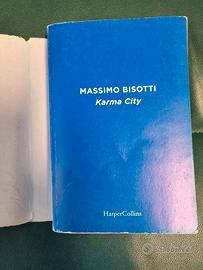 MASSIMO BISOTTI
Karma City
HarperCollins